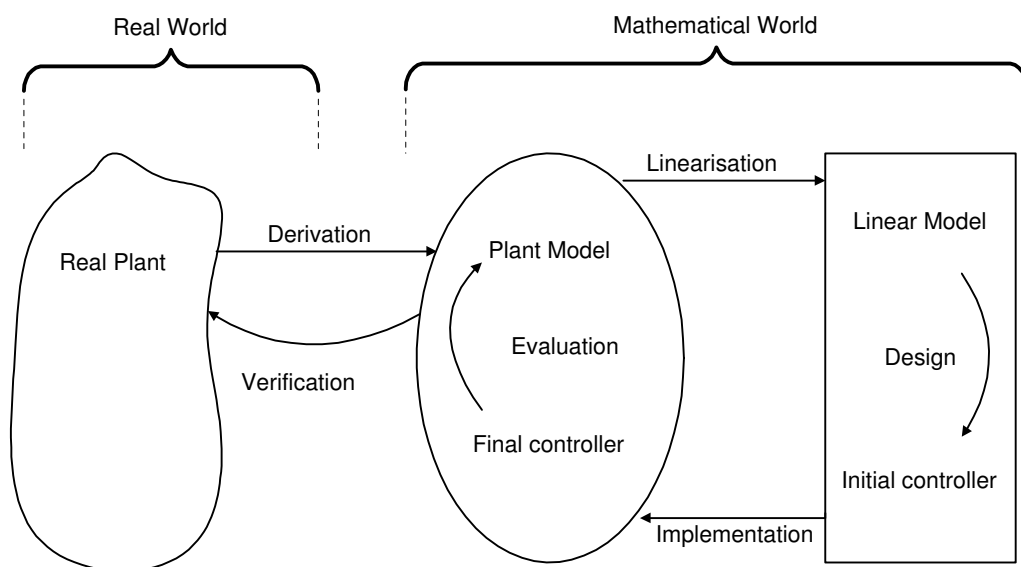 Real World
Mathematical World
Linearisation
Linear Model
Derivation
Real Plant
Plant Model
Evaluation
Design
Verification
Final controller
Initial controller
Implementation